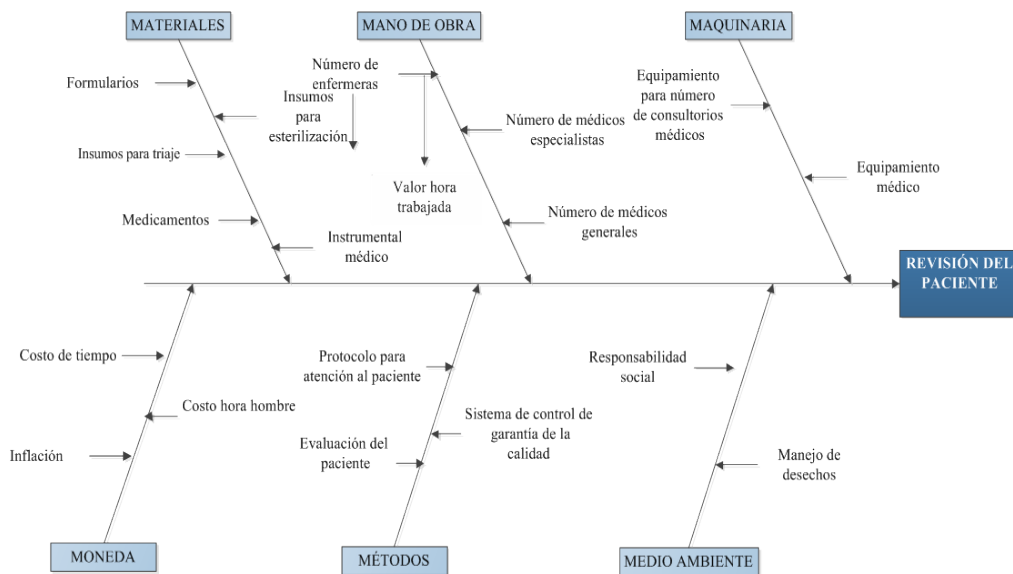 MATERIALES
MANO DE OBRA
MAQUINARIA
Formularios
Insumos
para
esterilización
Insumos para triaje
Medicamentos
Instrumental
médico
Número de
enfermeras
Número de médicos
especialistas
Valor hora
trabajada
Número de médicos
generales
Equipamiento
para número
de consultorios
médicos
Equipamiento
médico
REVISIÓN DEL
PACIENTE
Costo de tiempo
Costo hora hombre
Inflación
Protocolo para
atención al paciente
Sistema de control de
garantía de la
calidad
Evaluación del
paciente
Responsabilidad
social
Manejo de
desechos
MONEDA
MÉTODOS
MEDIO AMBIENTE